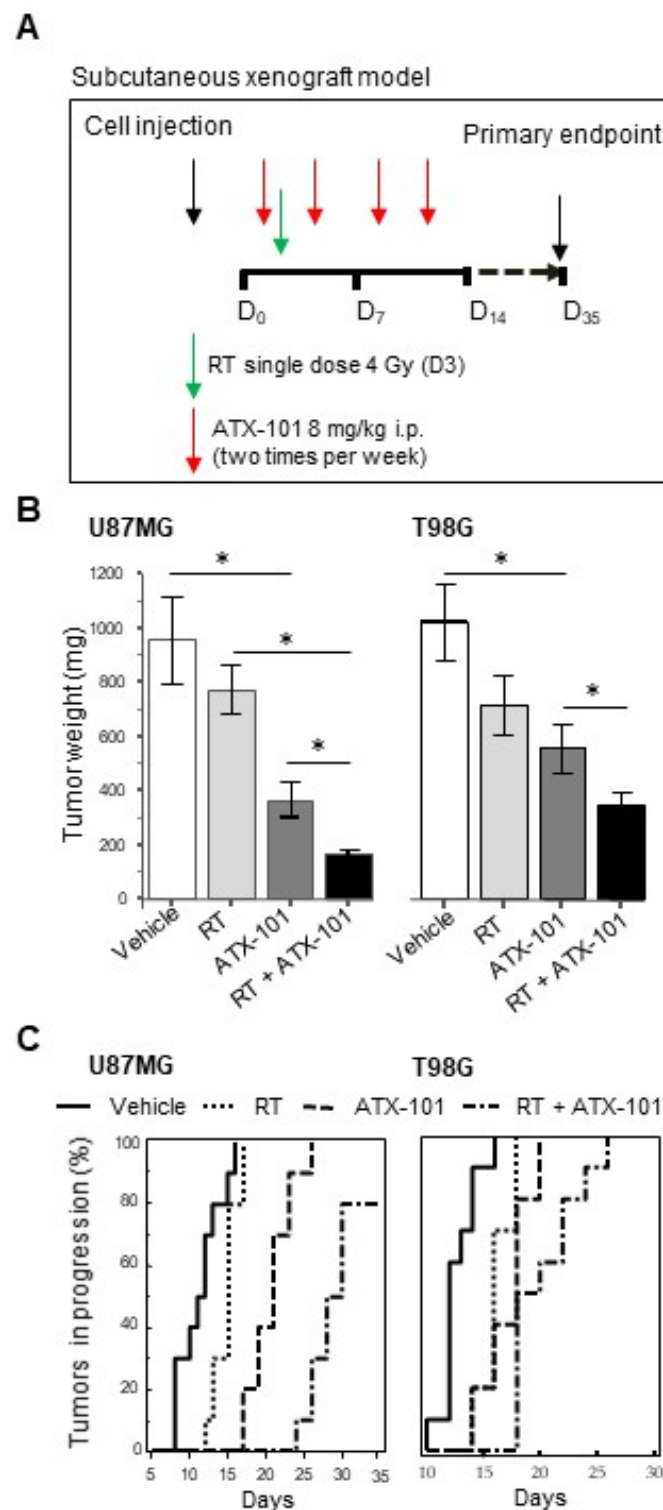 A
Subcutaneous xenograft model
Cell injection
Primary endpoint
D0 D7 D14 D35
RT single dose 4 Gy (D3)
ATX-101 8 mg/kg i.p.
(two times per week)
B
U87MG T98G
Tumor weight (mg)
1200
1000
800
600
400
200
0
* * *
* *
Vehicle RT ATX-101 RT + ATX-101
Vehicle RT ATX-101 RT + ATX-101
C
U87MG T98G
Vehicle RT ATX-101 RT + ATX-101
Tumors in progression (%)
100
80
60
40
20
0
5 10 15 20 25 30 35
Days
10 15 20 25 30
Days